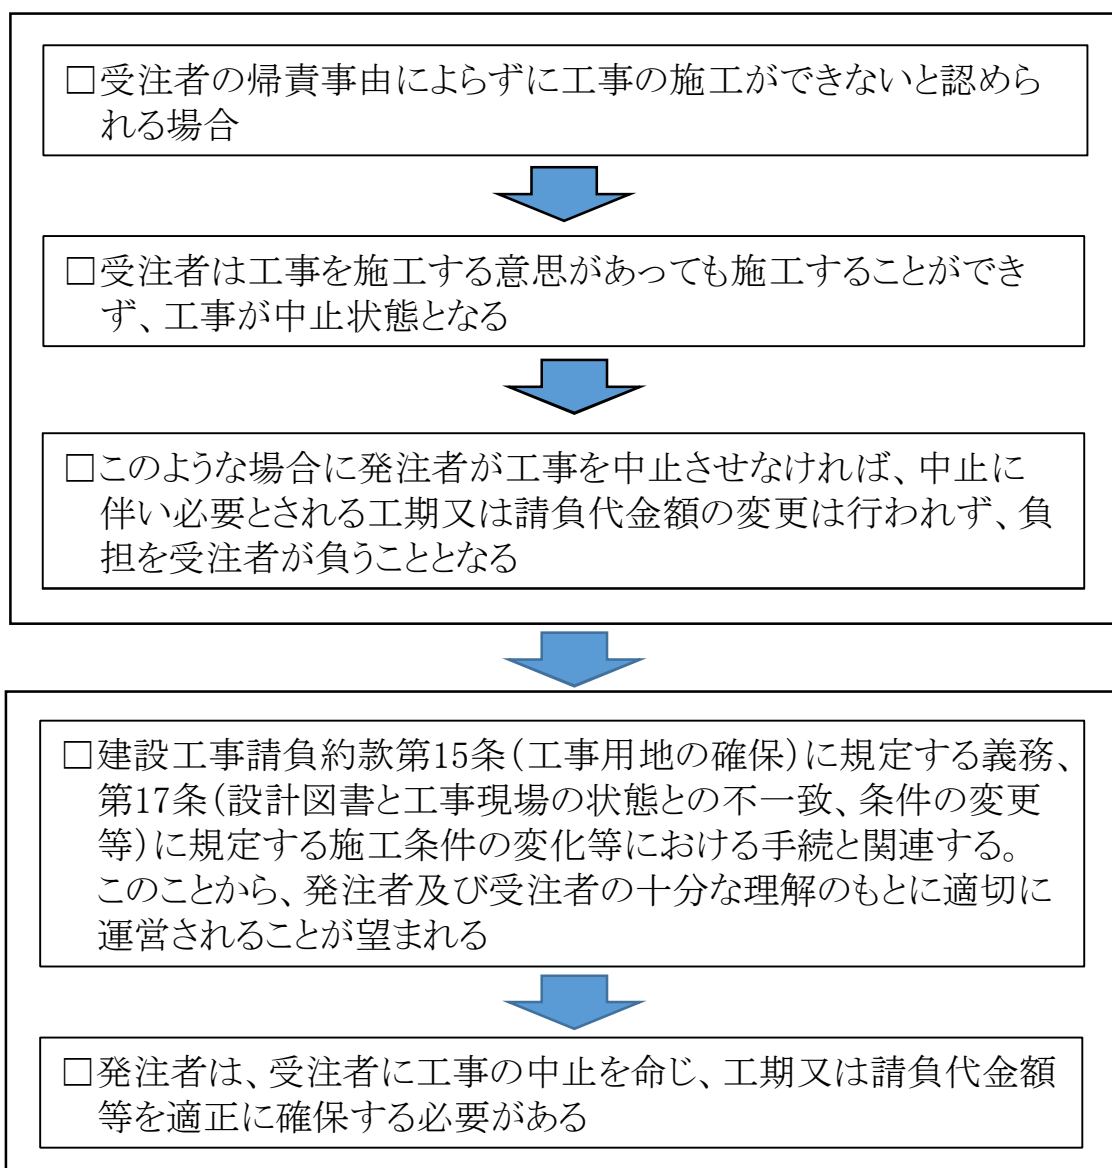 □受注者の帰責事由によらずに工事の施工ができないと認めら
れる場合
□受注者は工事を施工する意思があっても施工することができ
ず、工事が中止状態となる
□このような場合に発注者が工事を中止させなければ、中止に
伴い必要とされる工期又は請負代金額の変更は行われず、負
担を受注者が負うこととなる
□建設工事請負約款第15条(工事用地の確保)に規定する義務、
第17条(設計図書と工事現場の状態との不一致、条件の変更
等)に規定する施工条件の変化等における手続と関連する。
このことから、発注者及び受注者の十分な理解のもとに適切に
運営されることが望まれる
□発注者は、受注者に工事の中止を命じ、工期又は請負代金額
等を適正に確保する必要がある